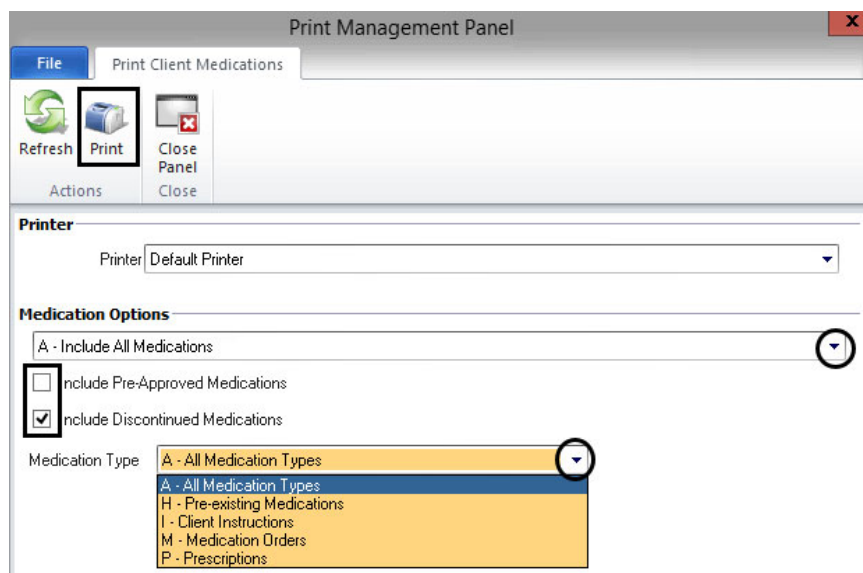 Print Management Panel
X
File
Print Client Medications
Refresh
Print
Close
Panel
Actions
Close
Printer
Printer
Default Printer
Medication Options
A - Include All Medications
nclude Pre-Approved Medications
nclude Discontinued Medications
Medication Type
A - All Medication Types
A - All Medication Types
H - Pre-existing Medications
I - Client Instructions
M - Medication Orders
P - Prescriptions